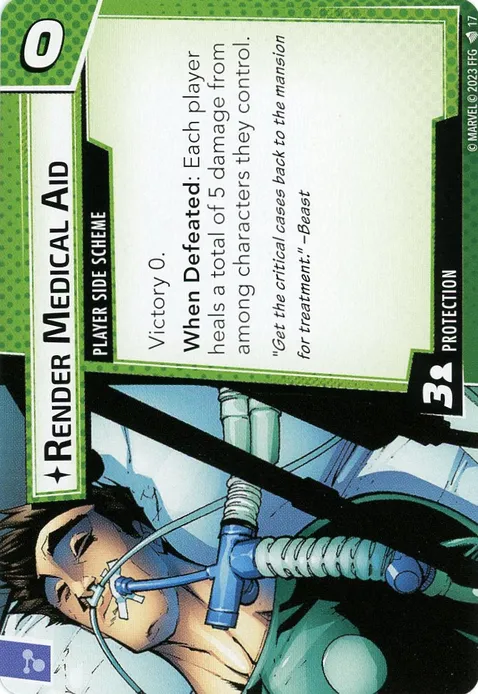 0
RENDER MEDICAL AID
PLAYER SIDE SCHEME
Victory 0.
When Defeated: Each player
heals a total of 5 damage from
among characters they control.
"Get the critical cases back to the mansion
for treatment." –Beast
3
PROTECTION
© MARVEL © 2023 FFG 17